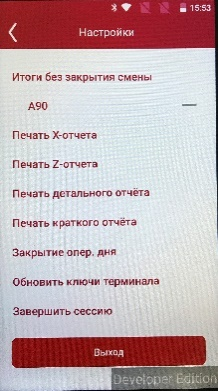 15:53
Настройки
Итоги без закрытия смены
А90
Печать X-отчета
Печать Z-отчета
Печать детального отчёта
Печать краткого отчёта
Закрытие опер. дня
Обновить ключи терминала
Завершить сессию
Выход
Developer Edition